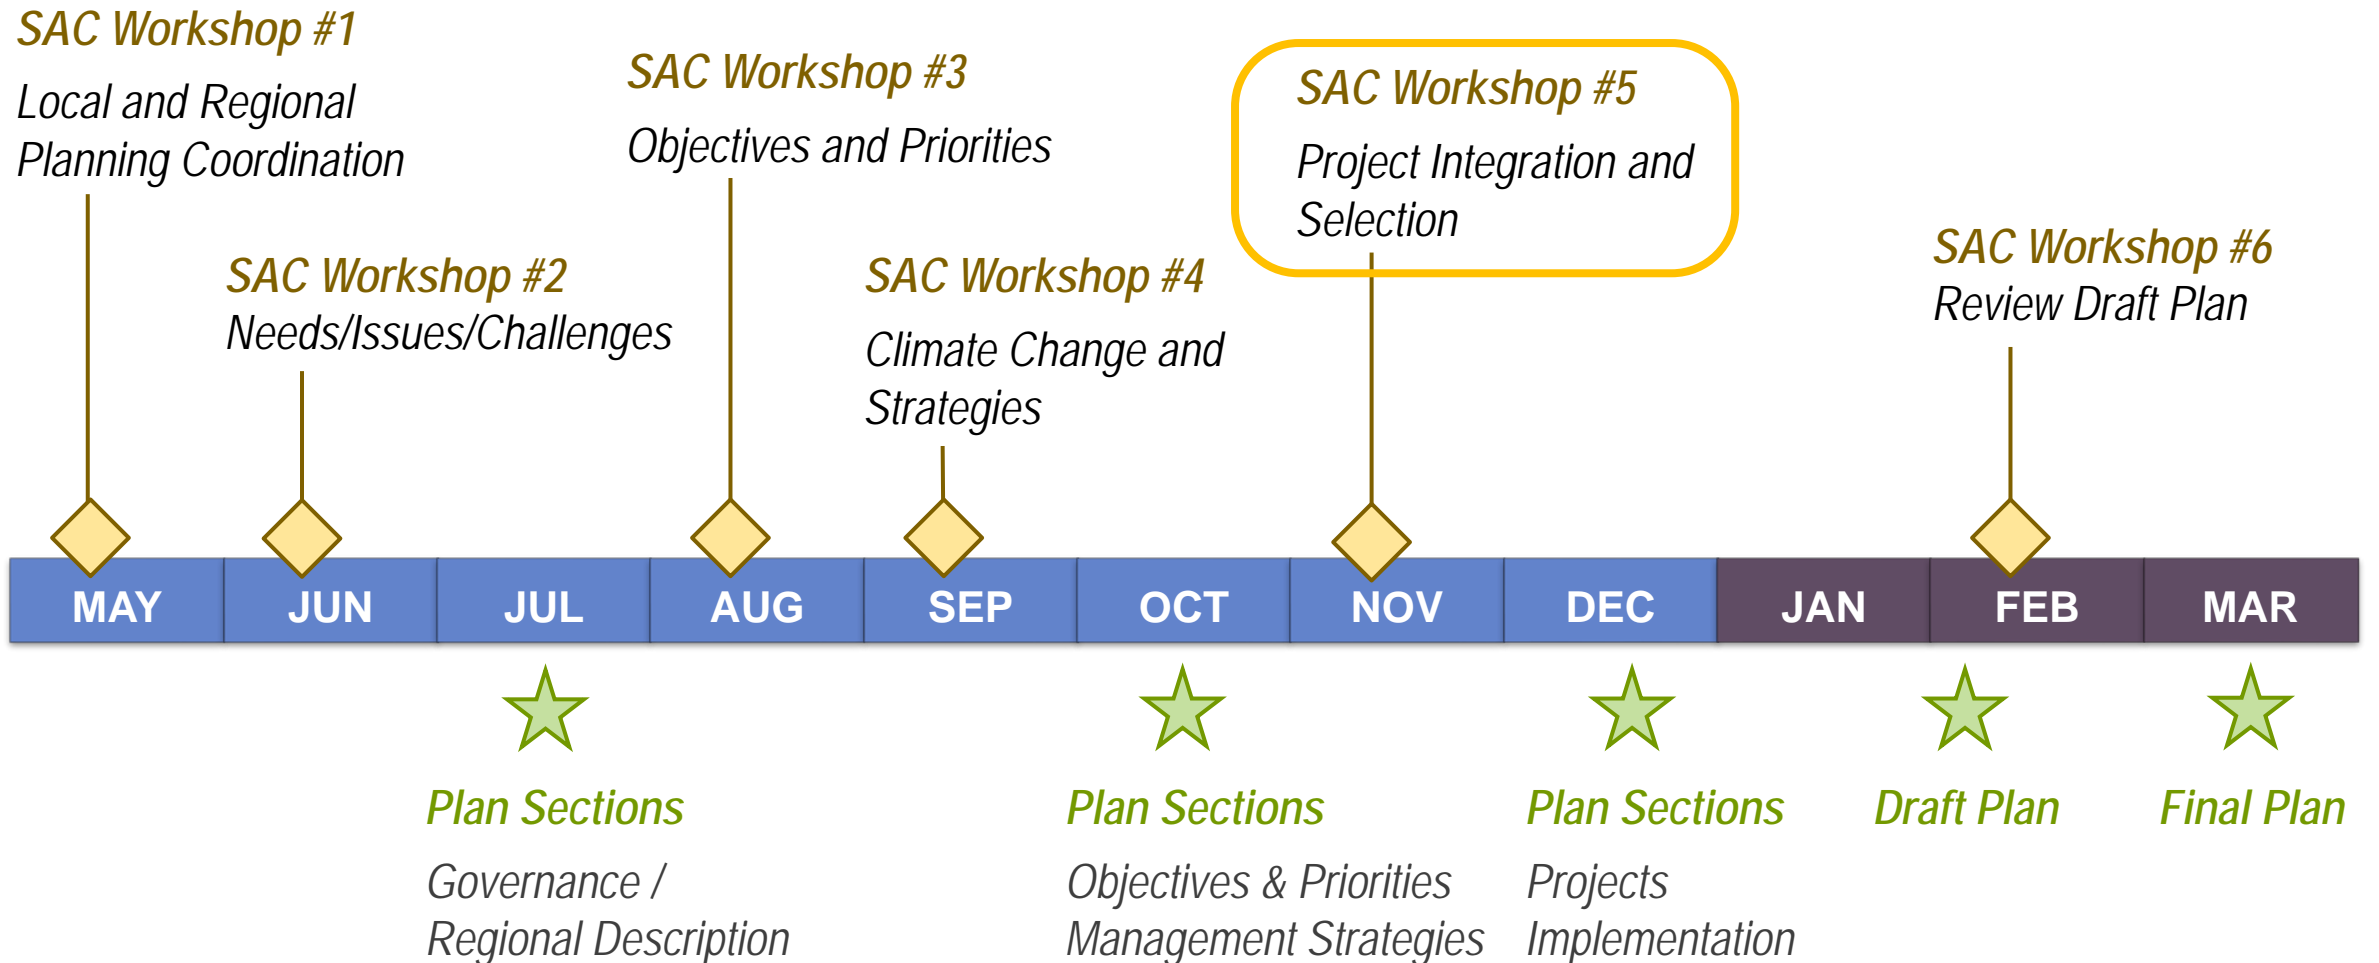 SAC Workshop #1
Local and Regional
Planning Coordination
SAC Workshop #2
Needs/Issues/Challenges
SAC Workshop #3
Objectives and Priorities
SAC Workshop #4
Climate Change and
Strategies
SAC Workshop #5
Project Integration and
Selection
SAC Workshop #6
Review Draft Plan
MAY
JUN
JUL
AUG
SEP
OCT
NOV
DEC
JAN
FEB
MAR
Plan Sections
Governance /
Regional Description
Plan Sections
Objectives & Priorities
Management Strategies
Plan Sections
Projects
Implementation
Draft Plan
Final Plan